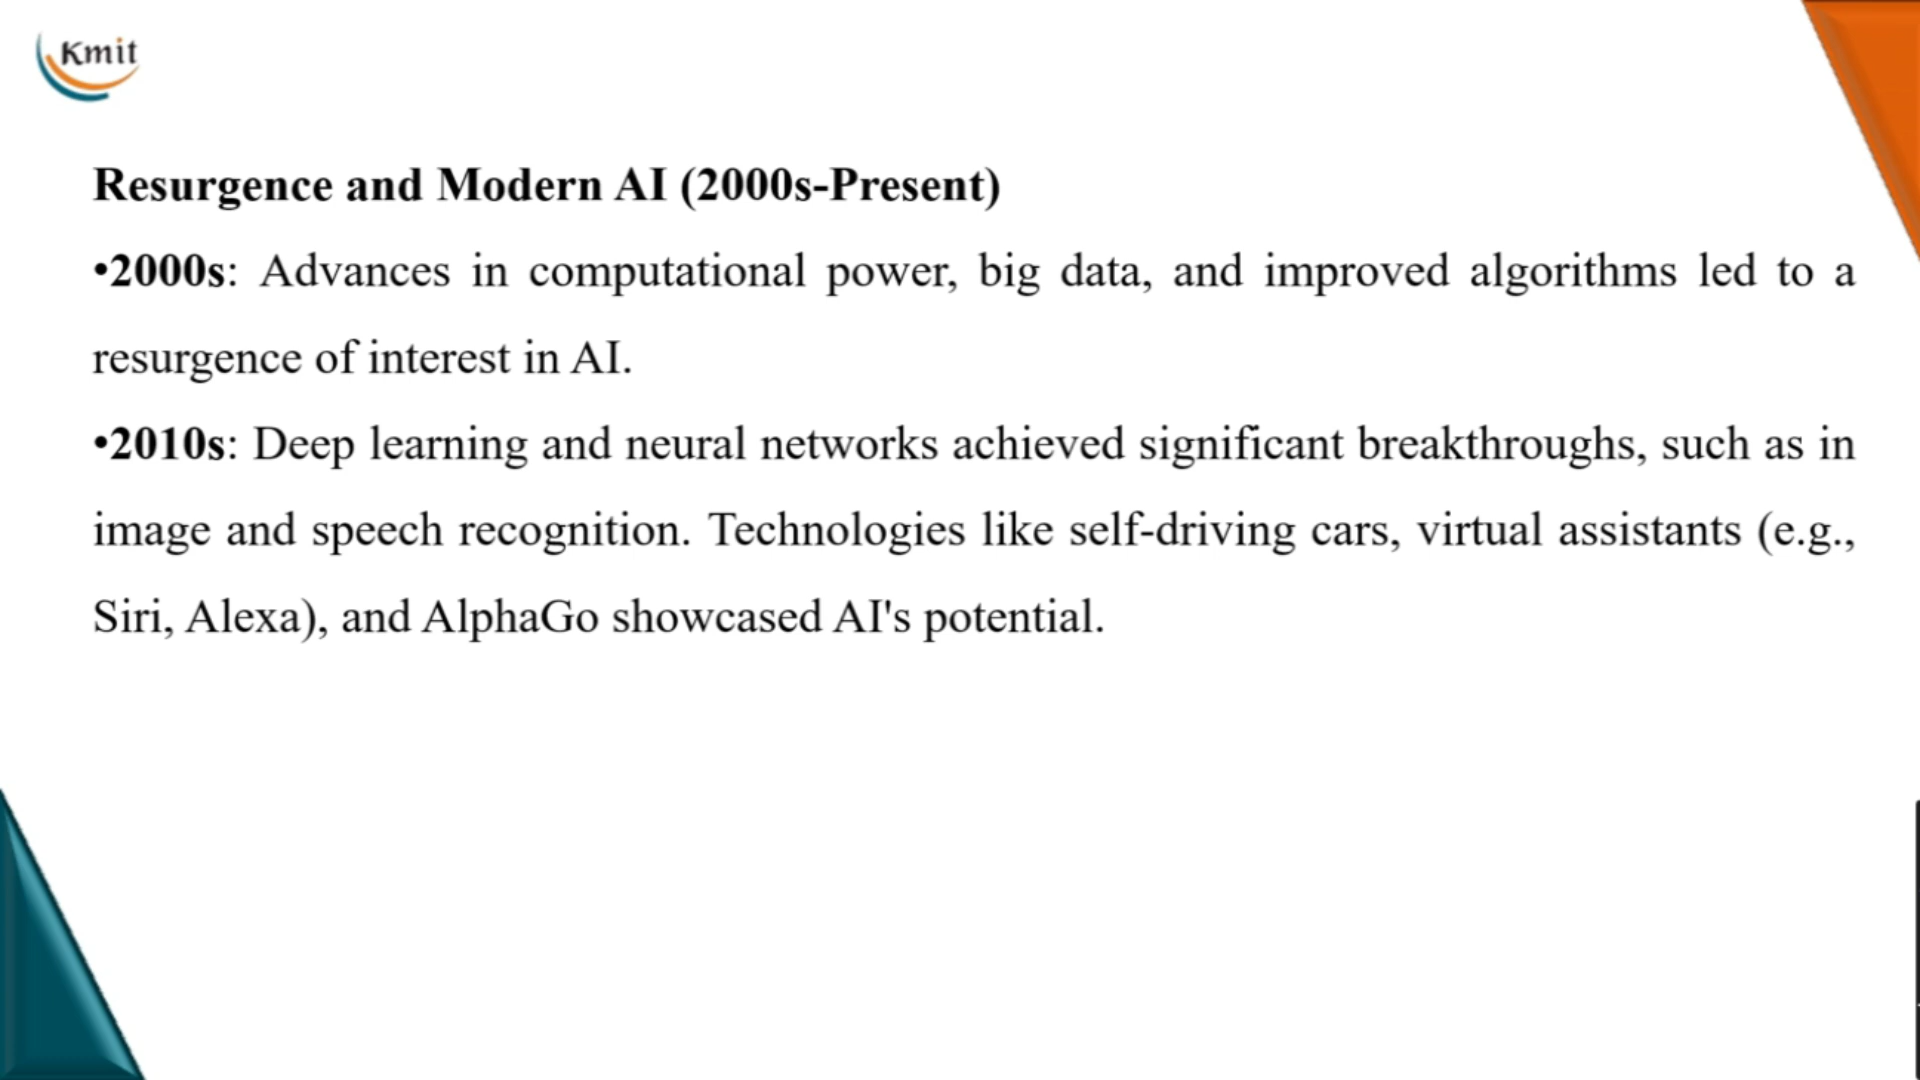 Kmit
Resurgence and Modern AI (2000s-Present)
•2000s: Advances in computational power, big data, and improved algorithms led to a
resurgence of interest in AI.
•2010s: Deep learning and neural networks achieved significant breakthroughs, such as in
image and speech recognition. Technologies like self-driving cars, virtual assistants (e.g.,
Siri, Alexa), and AlphaGo showcased AI's potential.